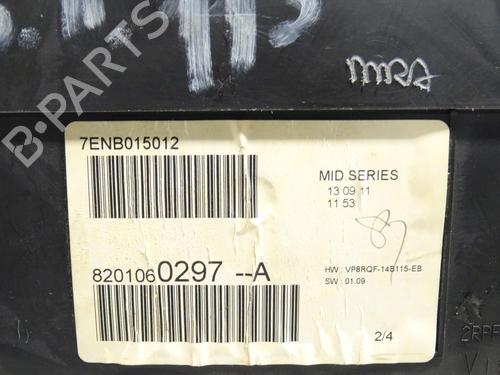 B-PARTS
7ENB015012
MID SERIES
13 09 11
11 53
8201060297 --A
HW : VP8RQF-14B115-EB
SW : 01.09
2/4